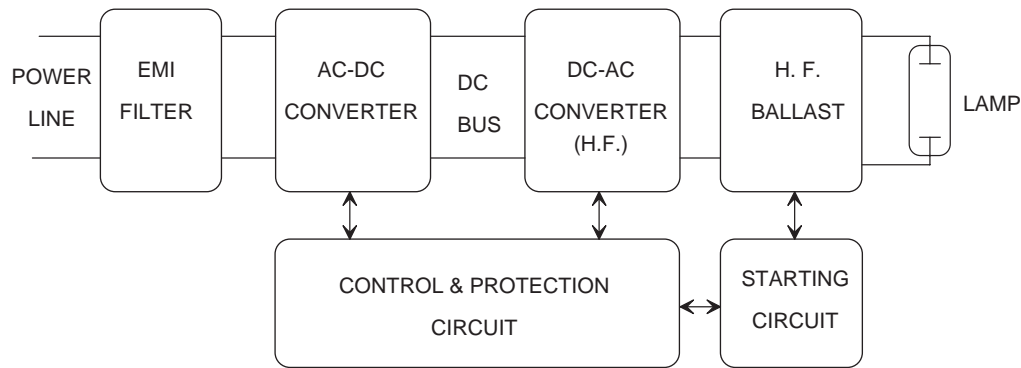 POWER
LINE
EMI
FILTER
AC-DC
CONVERTER
DC
BUS
DC-AC
CONVERTER
(H.F.)
H. F.
BALLAST
LAMP
CONTROL & PROTECTION
CIRCUIT
STARTING
CIRCUIT